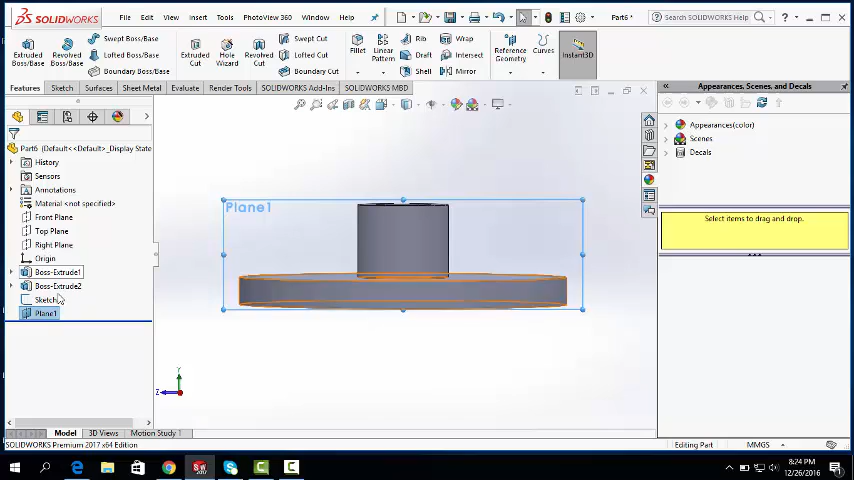 SOLIDWORKS
File Edit View Insert Tools PhotoView 360 Window Help
Part6 *
Search SOLIDWORKS Help
Extruded Boss/Base
Revolved Boss/Base
Swept Boss/Base
Lofted Boss/Base
Boundary Boss/Base
Extruded Cut
Hole Wizard
Revolved Cut
Swept Cut
Lofted Cut
Boundary Cut
Fillet
Linear Pattern
Rib
Draft
Shell
Wrap
Intersect
Mirror
Reference Geometry
Curves
Instant3D
Features Sketch Surfaces Sheet Metal Evaluate Render Tools SOLIDWORKS Add-Ins SOLIDWORKS MBD
Appearances, Scenes, and Decals
Part6 (Default<<Default>_Display State
History
Sensors
Annotations
Material <not specified>
Front Plane
Top Plane
Right Plane
Origin
Boss-Extrude1
Boss-Extrude2
Plane1
Plane1
Y
Z
Appearances(color)
Scenes
Decals
Select items to drag and drop.
Model 3D Views Motion Study 1
SOLIDWORKS Premium 2017 x64 Edition
Editing Part
MMGS
8:24 PM
12/26/2016